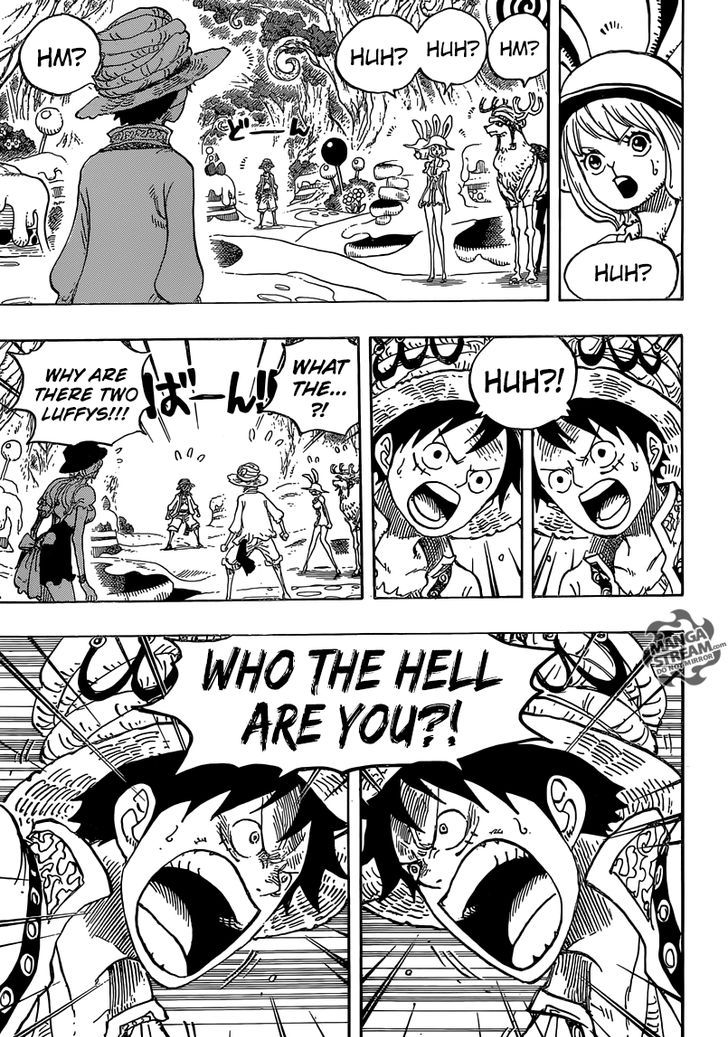 HUH?
HM?
HUH?
HUH?
HM?
どーん
HUH?!
WHAT
THE...
?!
ばーん!!
WHY ARE
THERE TWO
LUFFYS!!!
WHO THE HELL
ARE YOU?!
MANGA
STREAM.com
DO NOT MIRROR